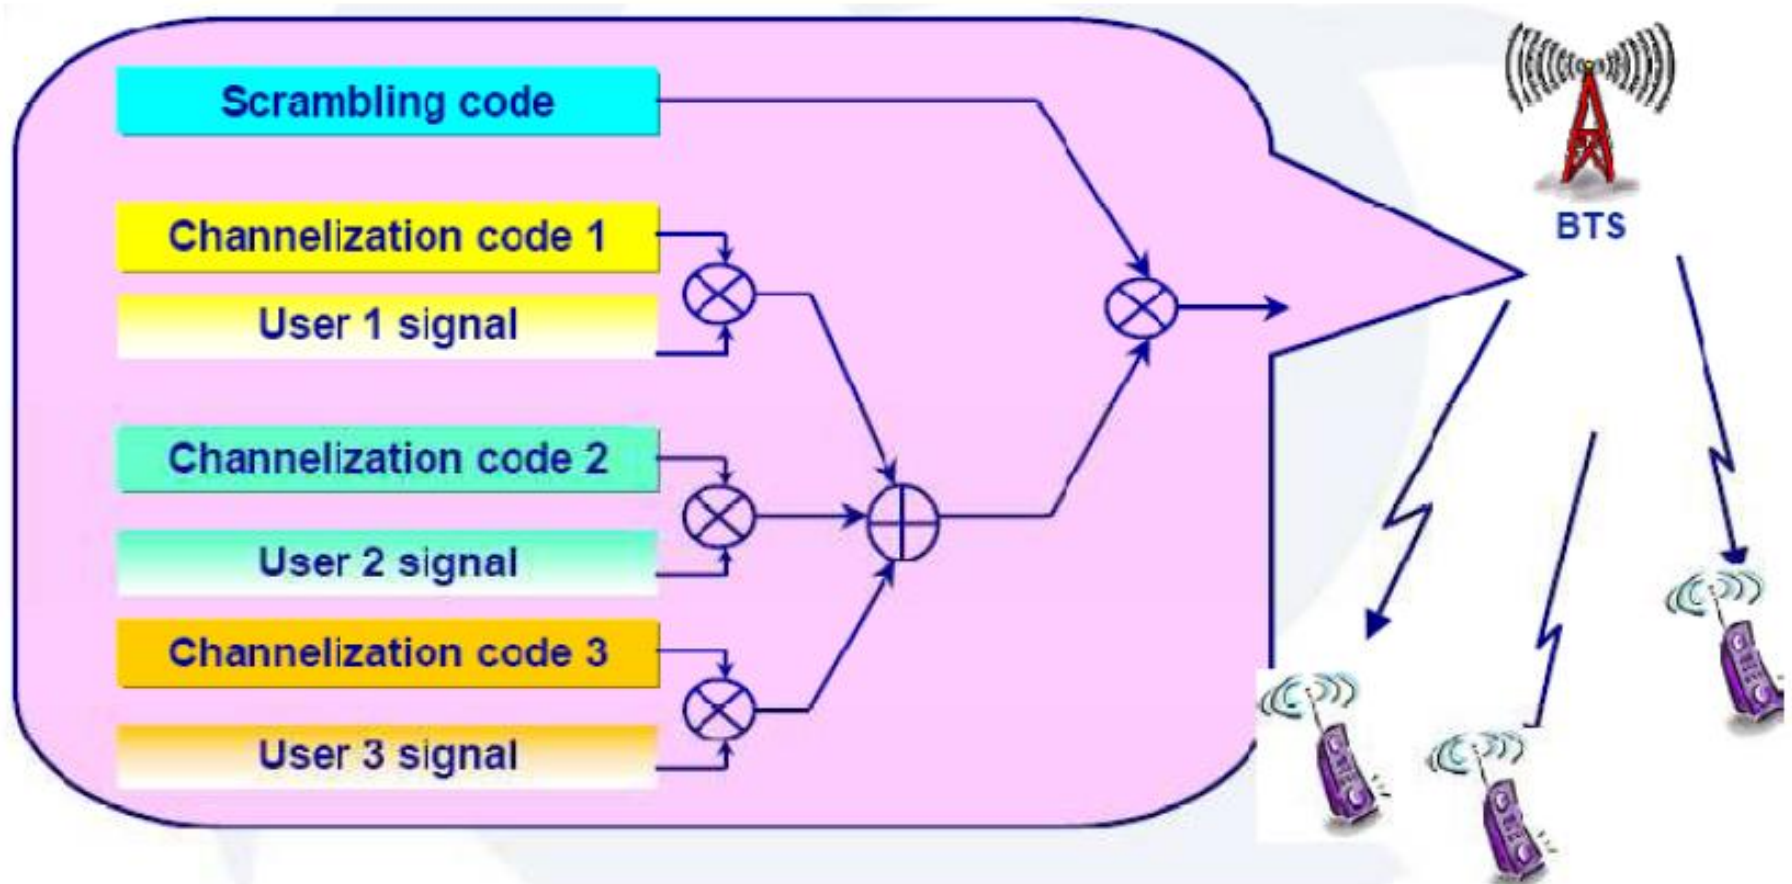 Scrambling code
Channelization code 1
User 1 signal
Channelization code 2
User 2 signal
Channelization code 3
User 3 signal
BTS